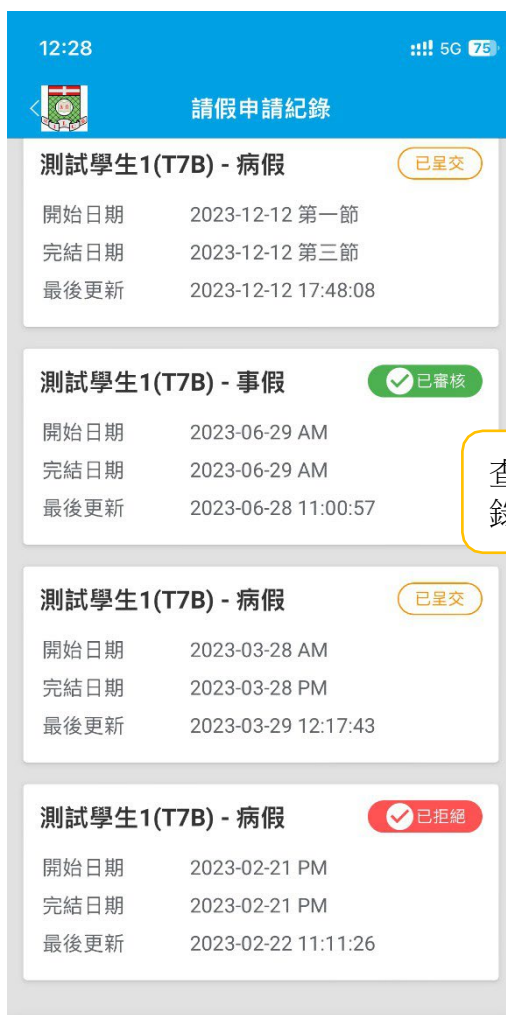 12:28 5G 75
請假申請紀錄
測試學生1(T7B) - 病假 已呈交
開始日期 2023-12-12 第一節
完結日期 2023-12-12 第三節
最後更新 2023-12-12 17:48:08
測試學生1(T7B) - 事假 已審核
開始日期 2023-06-29 AM
完結日期 2023-06-29 AM
最後更新 2023-06-28 11:00:57
查
錄
測試學生1(T7B) - 病假 已呈交
開始日期 2023-03-28 AM
完結日期 2023-03-28 PM
最後更新 2023-03-29 12:17:43
測試學生1(T7B) - 病假 已拒絕
開始日期 2023-02-21 PM
完結日期 2023-02-21 PM
最後更新 2023-02-22 11:11:26